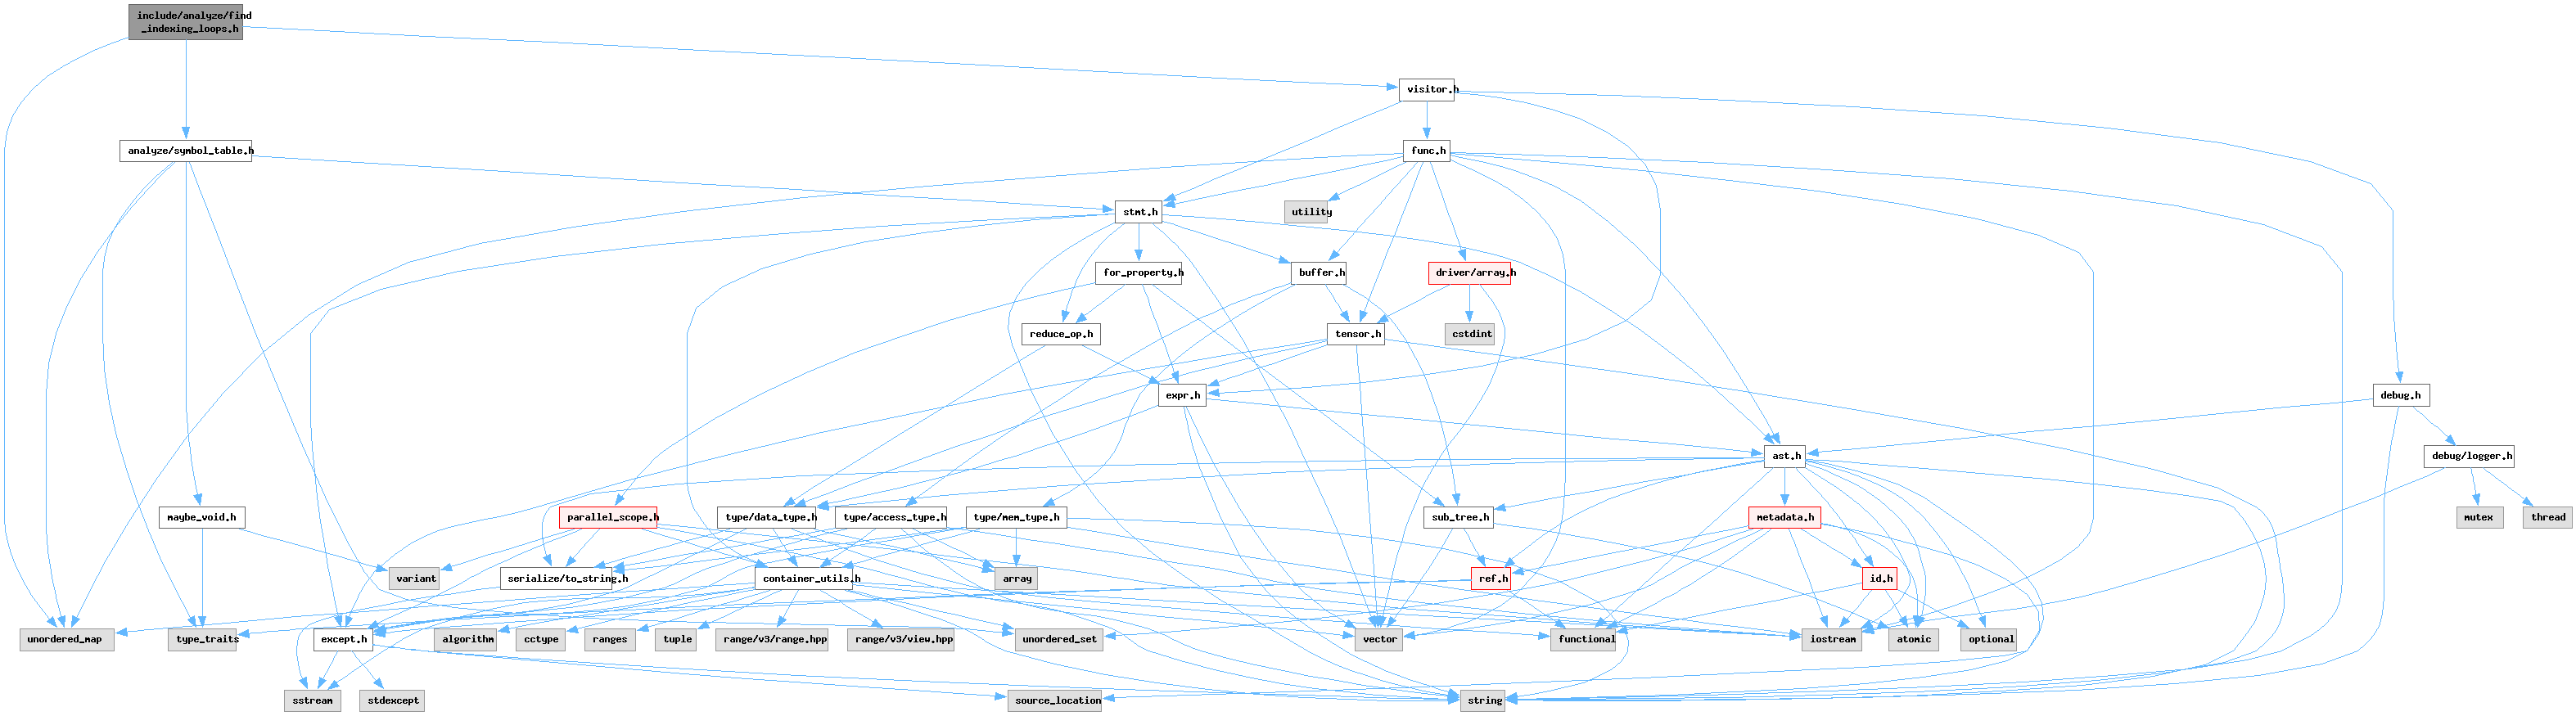 include/analyze/find
_indexing_loops.h
visitor.h
analyze/symbol_table.h
func.h
stmt.h
utility
for_property.h
buffer.h
driver/array.h
reduce_op.h
tensor.h
cstdint
expr.h
debug.h
ast.h
debug/logger.h
maybe_void.h
parallel_scope.h
type/data_type.h
type/access_type.h
type/mem_type.h
sub_tree.h
metadata.h
mutex
thread
variant
serialize/to_string.h
container_utils.h
array
ref.h
id.h
unordered_map
type_traits
except.h
algorithm
cctype
ranges
tuple
range/v3/range.hpp
range/v3/view.hpp
unordered_set
vector
functional
iostream
atomic
optional
sstream
stdexcept
source_location
string